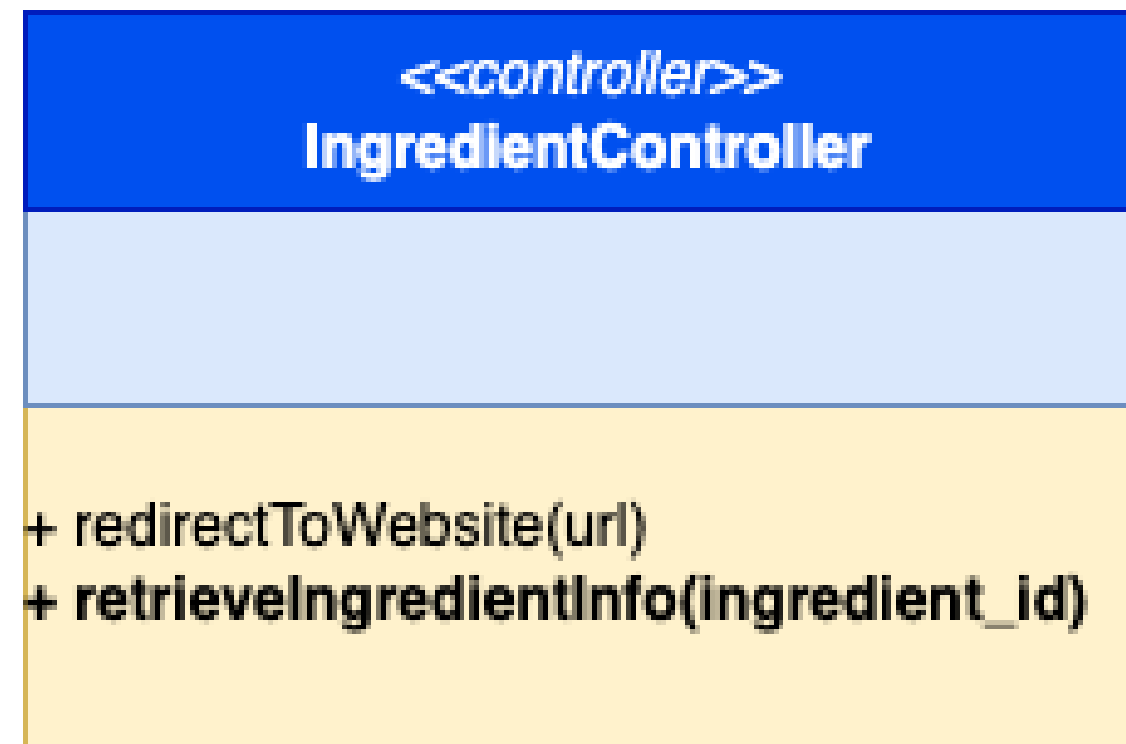 <<controller>>
IngredientController
+ redirectToWebsite(url)
+ retrieveIngredientInfo(ingredient_id)